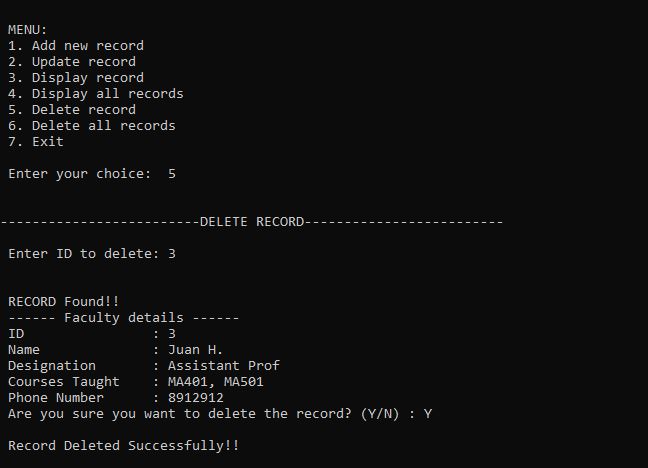 MENU:
1. Add new record
2. Update record
3. Display record
4. Display all records
5. Delete record
6. Delete all records
7. Exit
Enter your choice:  5
-------------------------DELETE RECORD-------------------------
Enter ID to delete: 3
RECORD Found!!
------ Faculty details ------
ID                : 3
Name              : Juan H.
Designation       : Assistant Prof
Courses Taught    : MA401, MA501
Phone Number      : 8912912
Are you sure you want to delete the record? (Y/N) : Y
Record Deleted Successfully!!